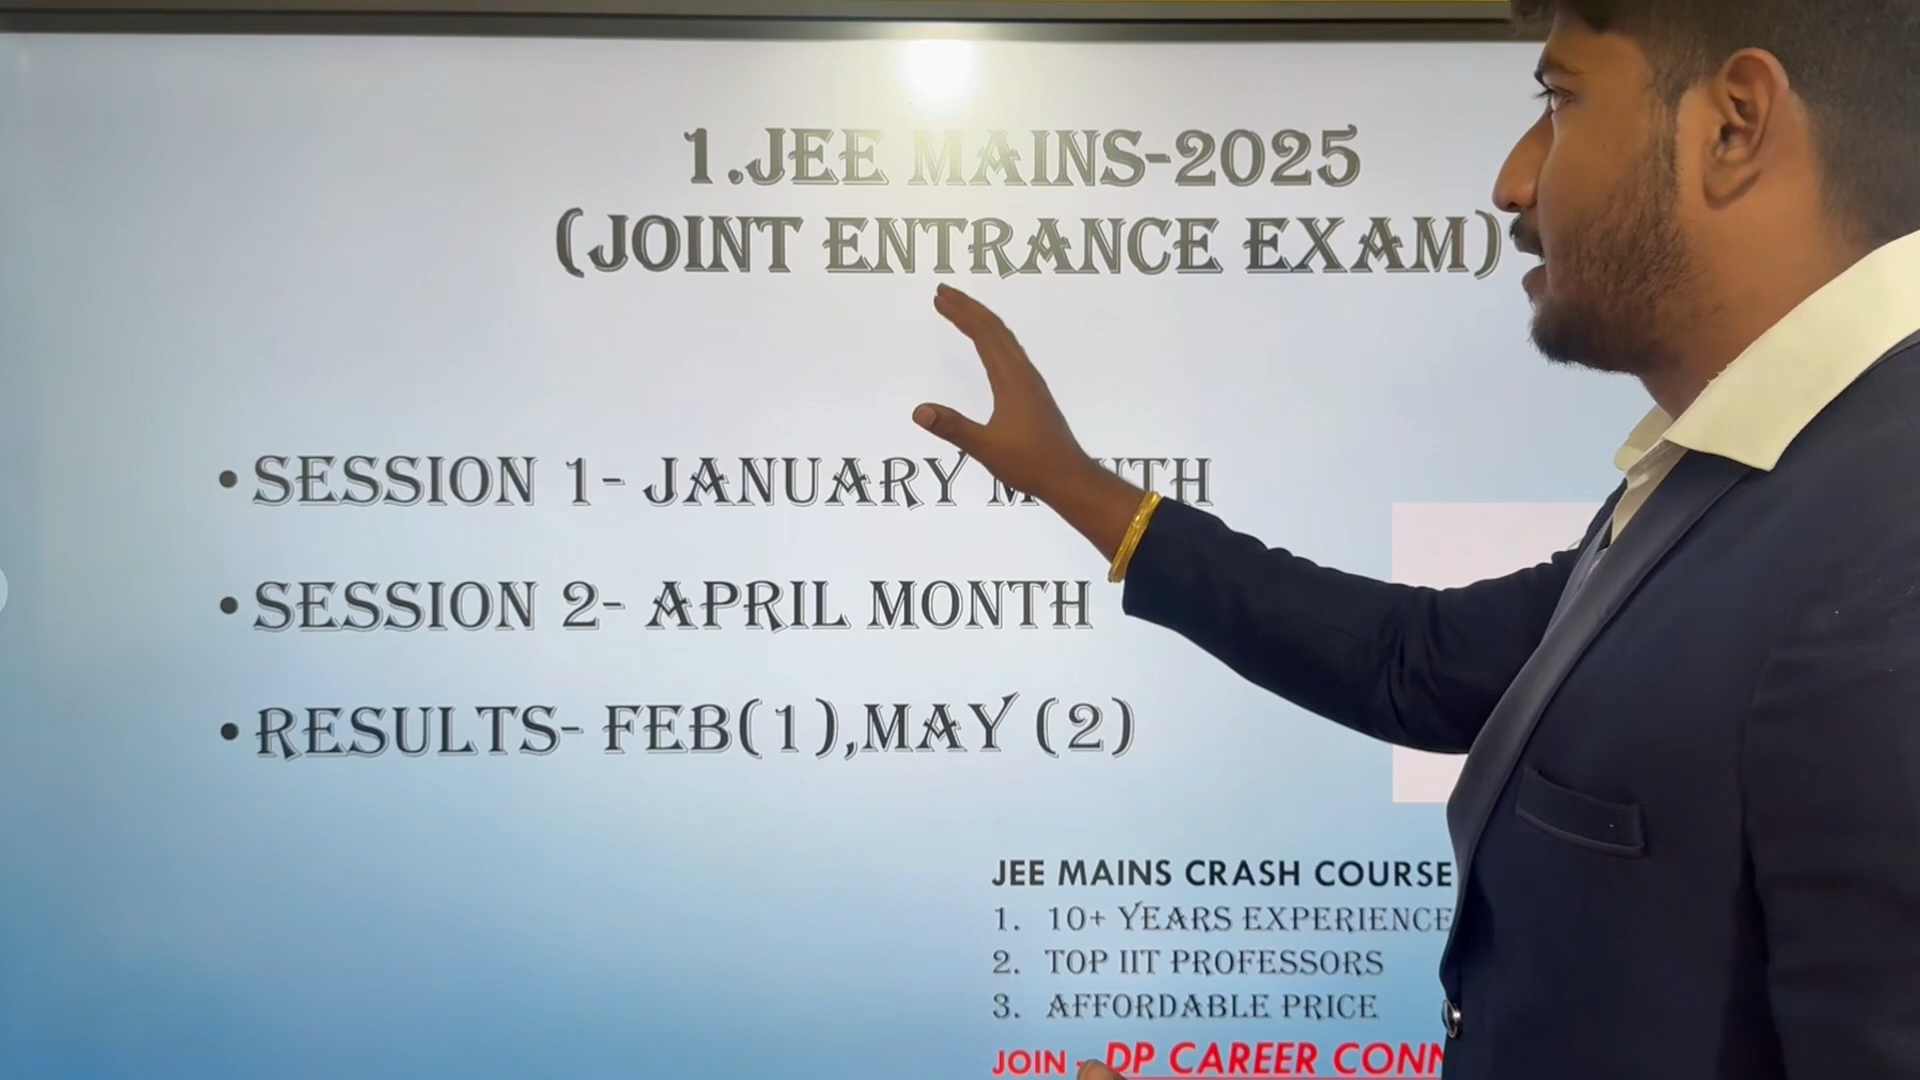 1.JEE MAINS-2025
(JOINT ENTRANCE EXAM)
• SESSION 1- JANUARY
• SESSION 2- APRIL MONTH
• RESULTS- FEB(1),MAY (2)
JEE MAINS CRASH COURSE
1. 10+ YEARS EXPERIENCE
2. TOP IIT PROFESSORS
3. AFFORDABLE PRICE
JOIN - DP CAREER